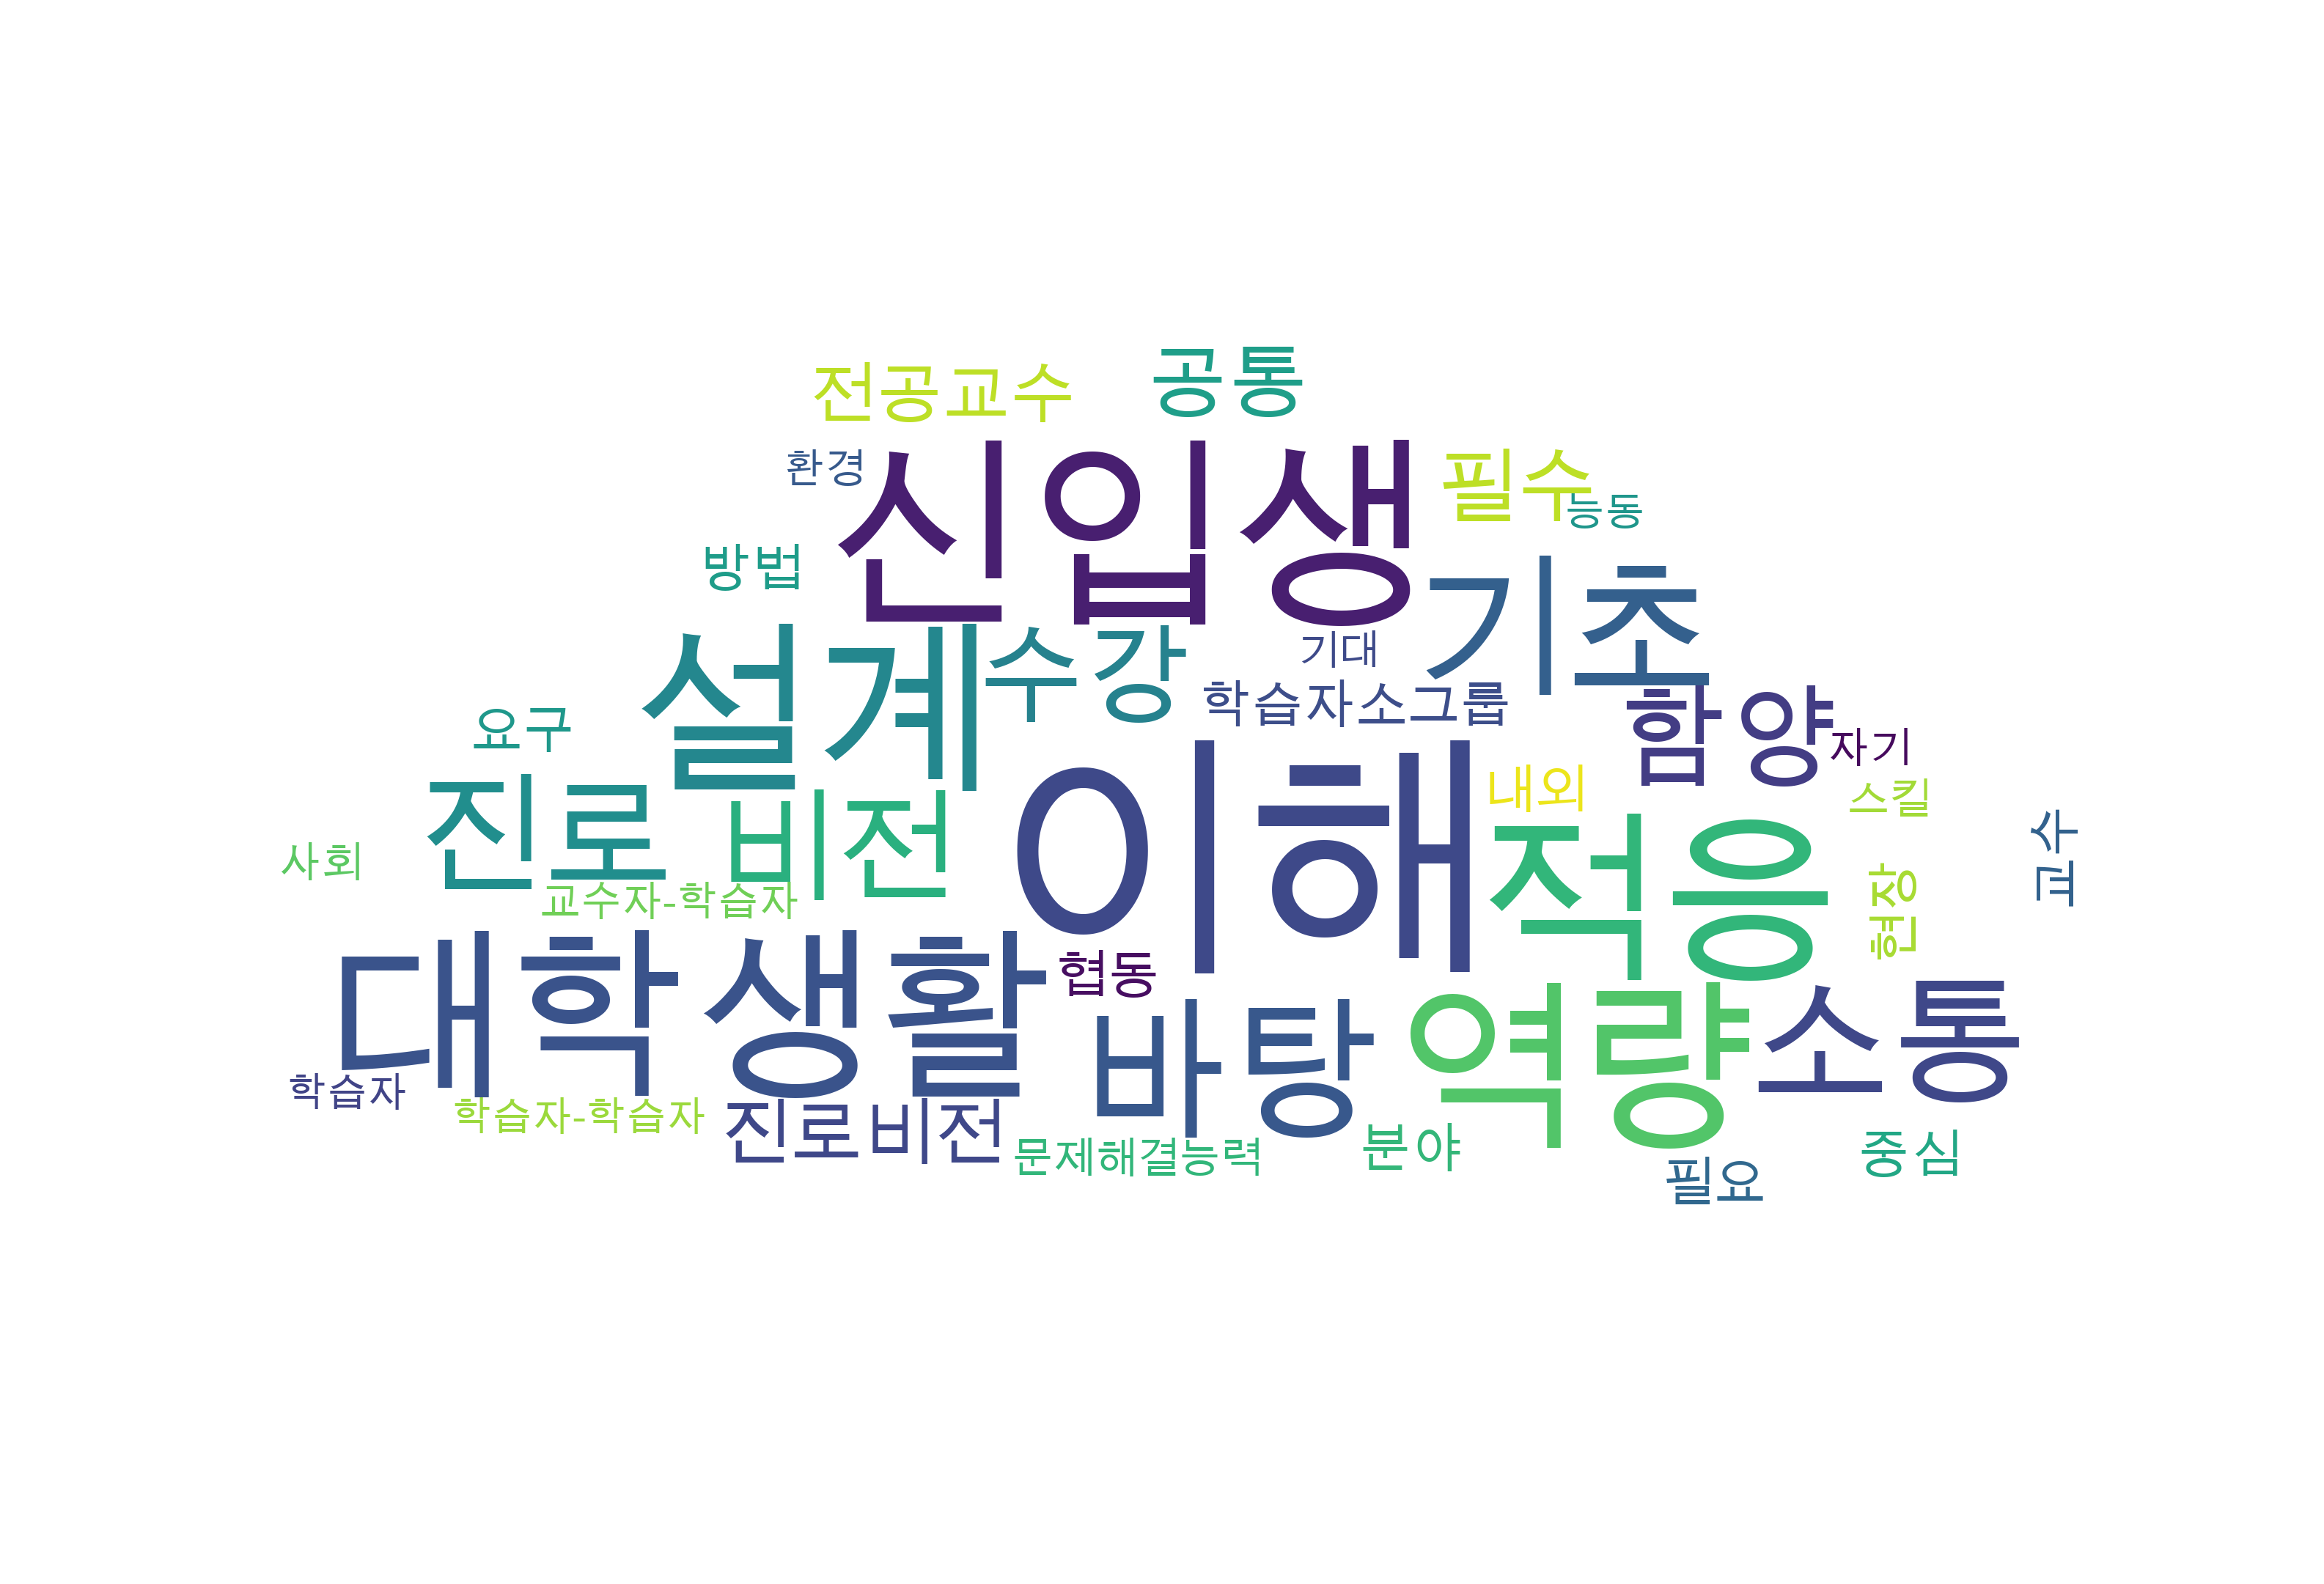 공통
전공교수
신입생
필수
환경
능동
방법
기초
설계
수강
기대
학습자소그룹
함양
요구
자기
이해
내외
스킬
진로
비전
적응
교수
사회
현장
교수자-학습자
대학생활
협동
역량
소통
바탕
학습자
학습자-학습자
진로비전
문제해결능력
분야
중심
필요